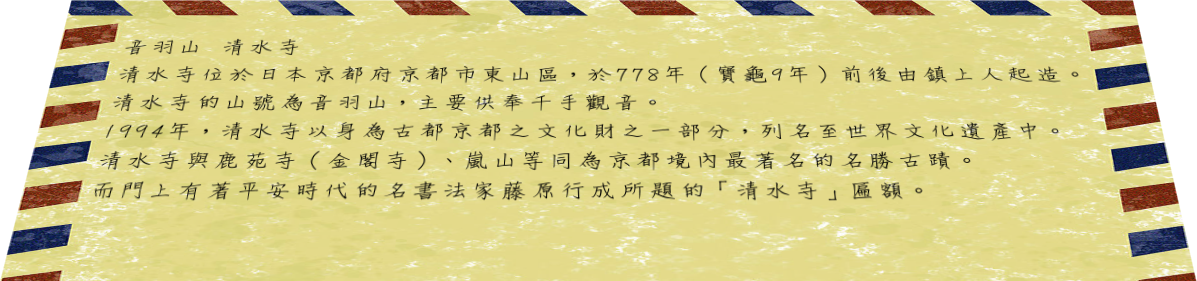 音羽山 清水寺
清水寺位於日本京都府京都市東山區，於778年（寶龜9年）前後由鎮上人起造。
清水寺的山號為音羽山，主要供奉千手觀音。
1994年，清水寺以身為古都京都之文化財之一部分，列名至世界文化遺產中。
清水寺與鹿苑寺（金閣寺）、嵐山等同為京都境內最著名的名勝古蹟。
而門上有著平安時代的名書法家藤原行成所題的「清水寺」匾額。